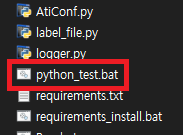 AtiConf.py
label_file.py
logger.py
python_test.bat
requirements.txt
requirements_install.bat